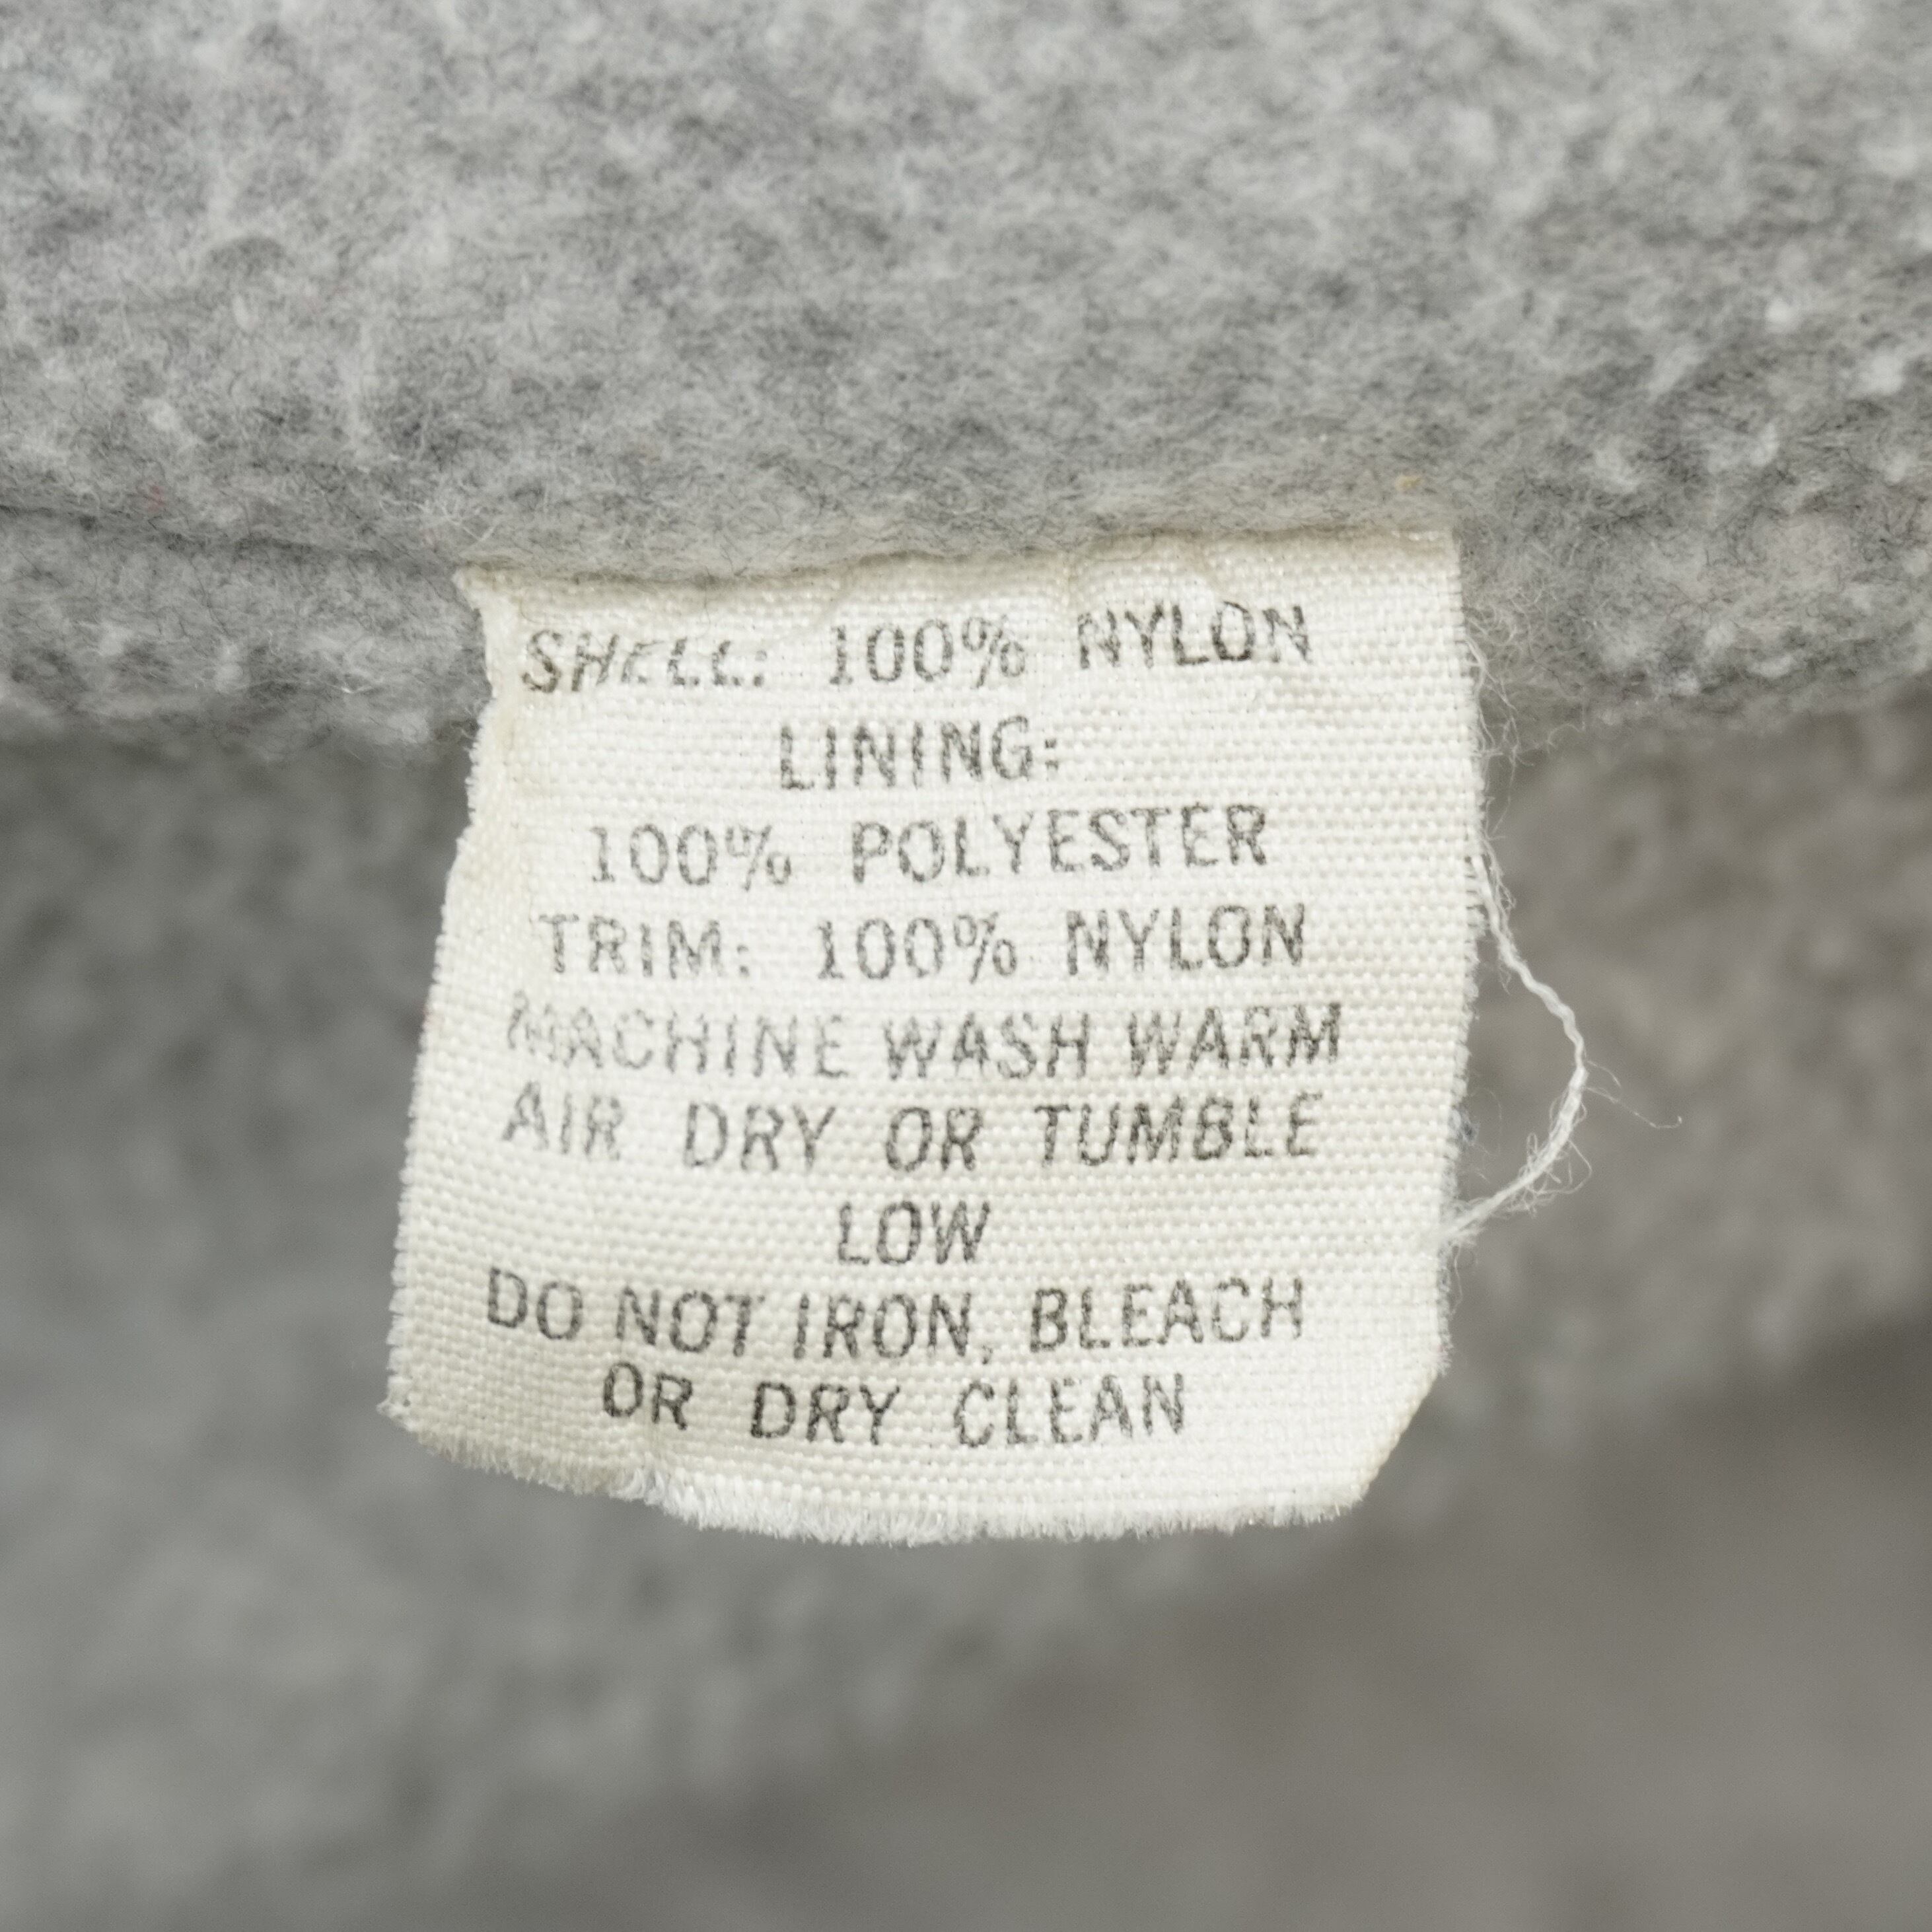 SHELL: 100% NYLON
LINING:
100% POLYESTER
TRIM: 100% NYLON
MACHINE WASH WARM
AIR DRY OR TUMBLE
LOW
DO NOT IRON, BLEACH
OR DRY CLEAN